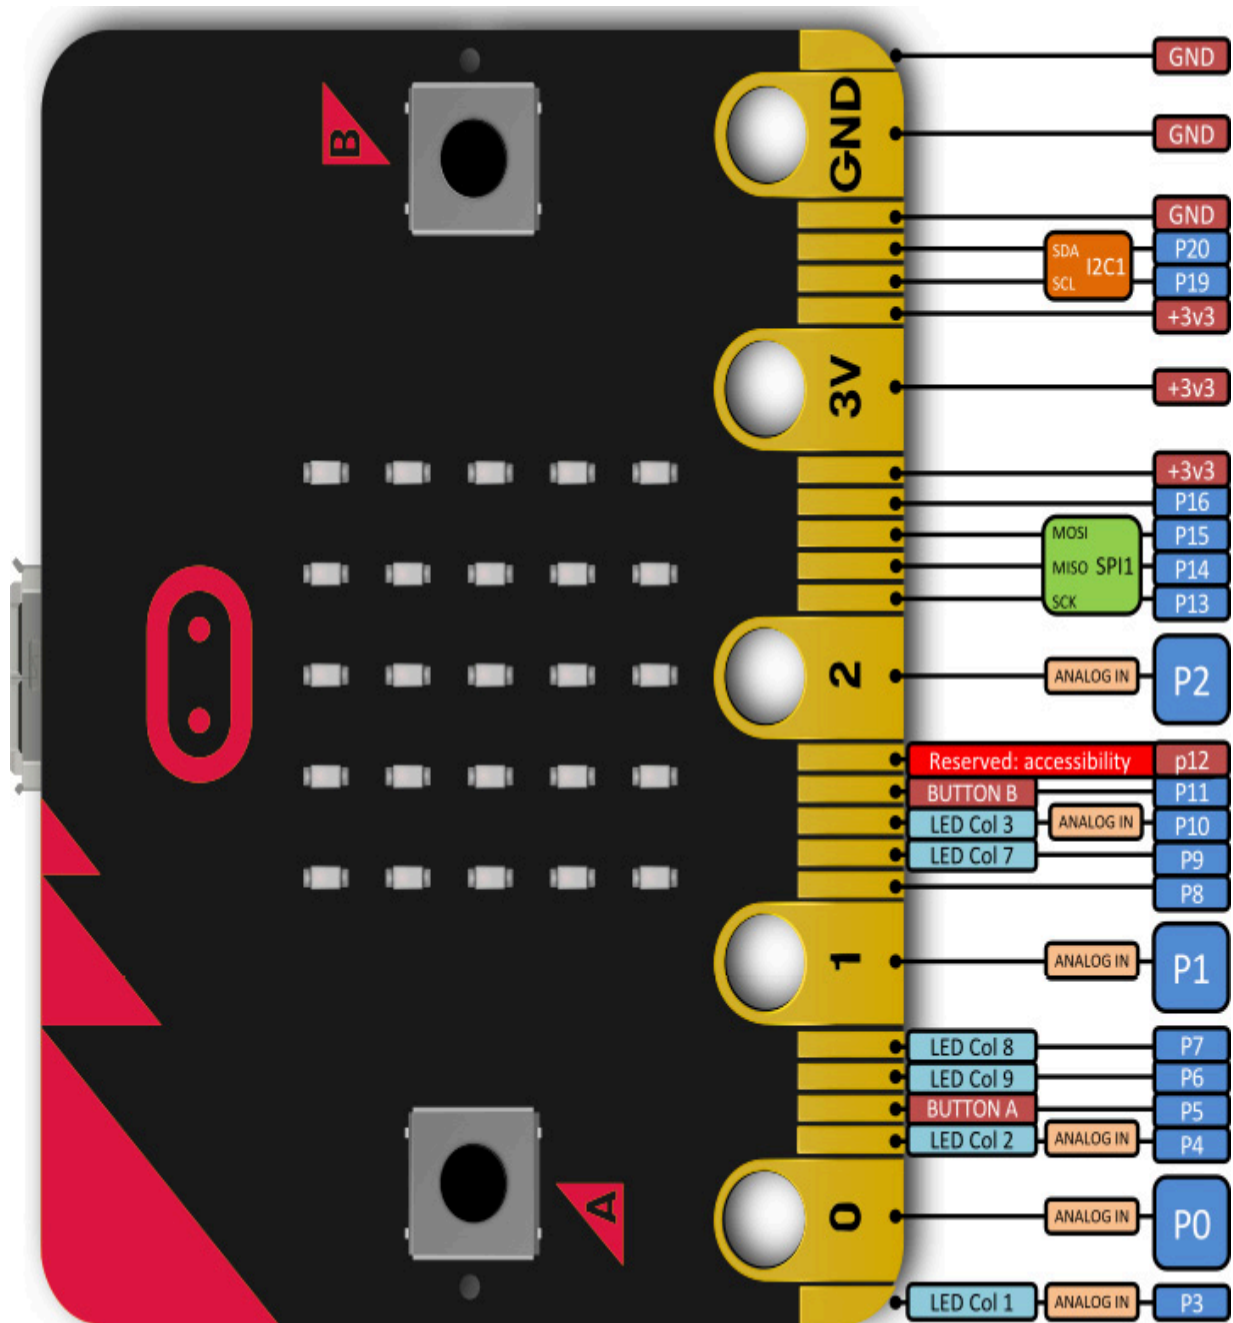 GND
B
GND
GND
GND
SDA I2C1 P20
SCL P19
+3v3
3V
+3v3
+3v3
P16
MOSI P15
MISO SPI1 P14
SCK P13
2 ANALOG IN P2
Reserved: accessibility p12
BUTTON B P11
LED Col 3 ANALOG IN P10
LED Col 7 P9
P8
1 ANALOG IN P1
LED Col 8 P7
LED Col 9 P6
BUTTON A P5
LED Col 2 ANALOG IN P4
A
0 ANALOG IN P0
LED Col 1 ANALOG IN P3